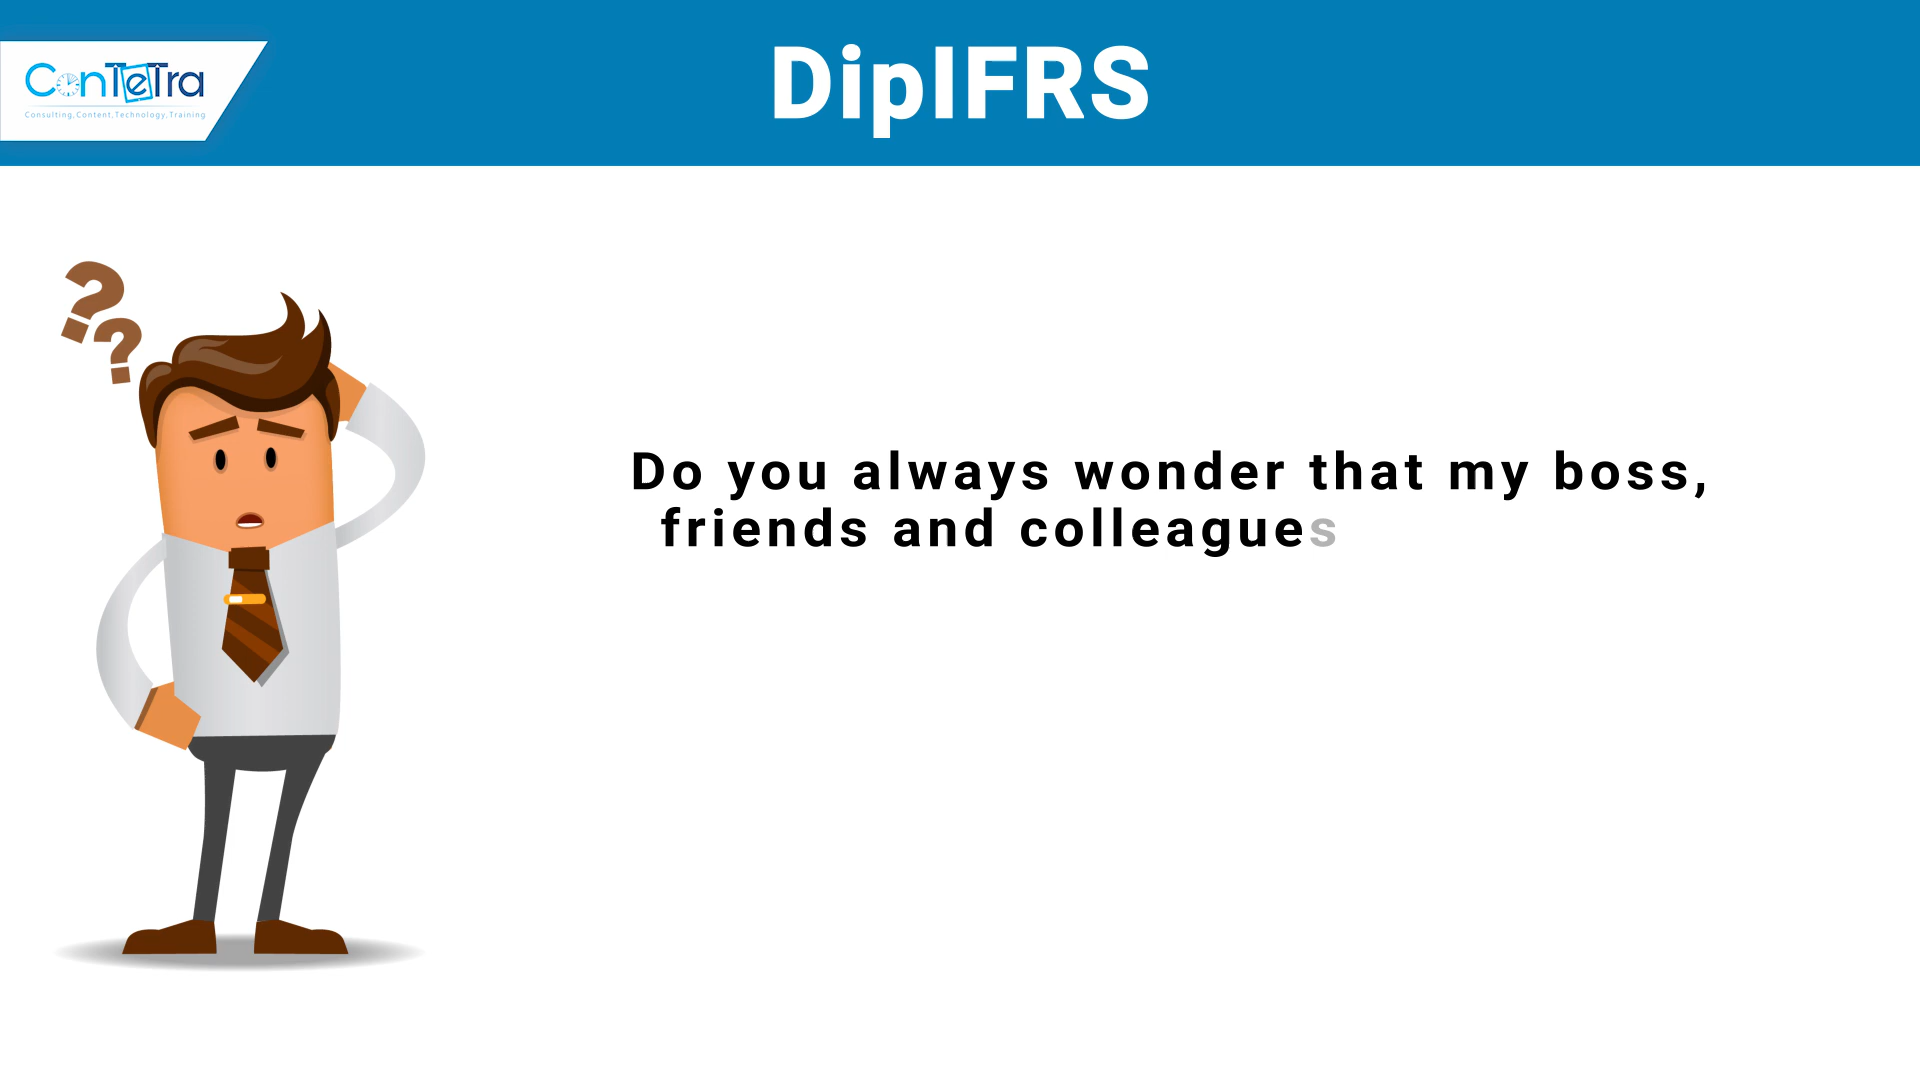 DipIFRS
ConTeTra
Consulting, Content, Technology, Training
??
Do you always wonder that my boss,
friends and colleagues